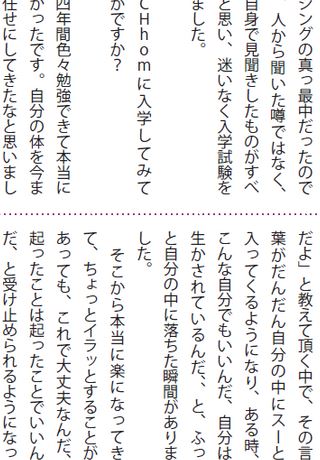 シングの真っ最中だったので
、人から聞いた噂ではなく、
自身で見聞きしたものがすべ
と思い、迷いなく入学試験を
ました。
ＣＨｈｏｍに入学してみて
かですか？
四年間色々勉強できて本当に
かったです。自分の体を今ま
任せにしてきたなと思いまし
だよ」と教えて頂く中で、その言
葉がだんだん自分の中にスーと
入ってくるようになり、ある時、
こんな自分でもいいんだ、自分は
生かされているんだ、と、ふっ
と自分の中に落ちた瞬間がありま
した。
そこから本当に楽になってき
て、ちょっとイラッとすることが
あっても、これで大丈夫なんだ、
起ったことは起ったことでいいん
だ、と受け止められるようになっ